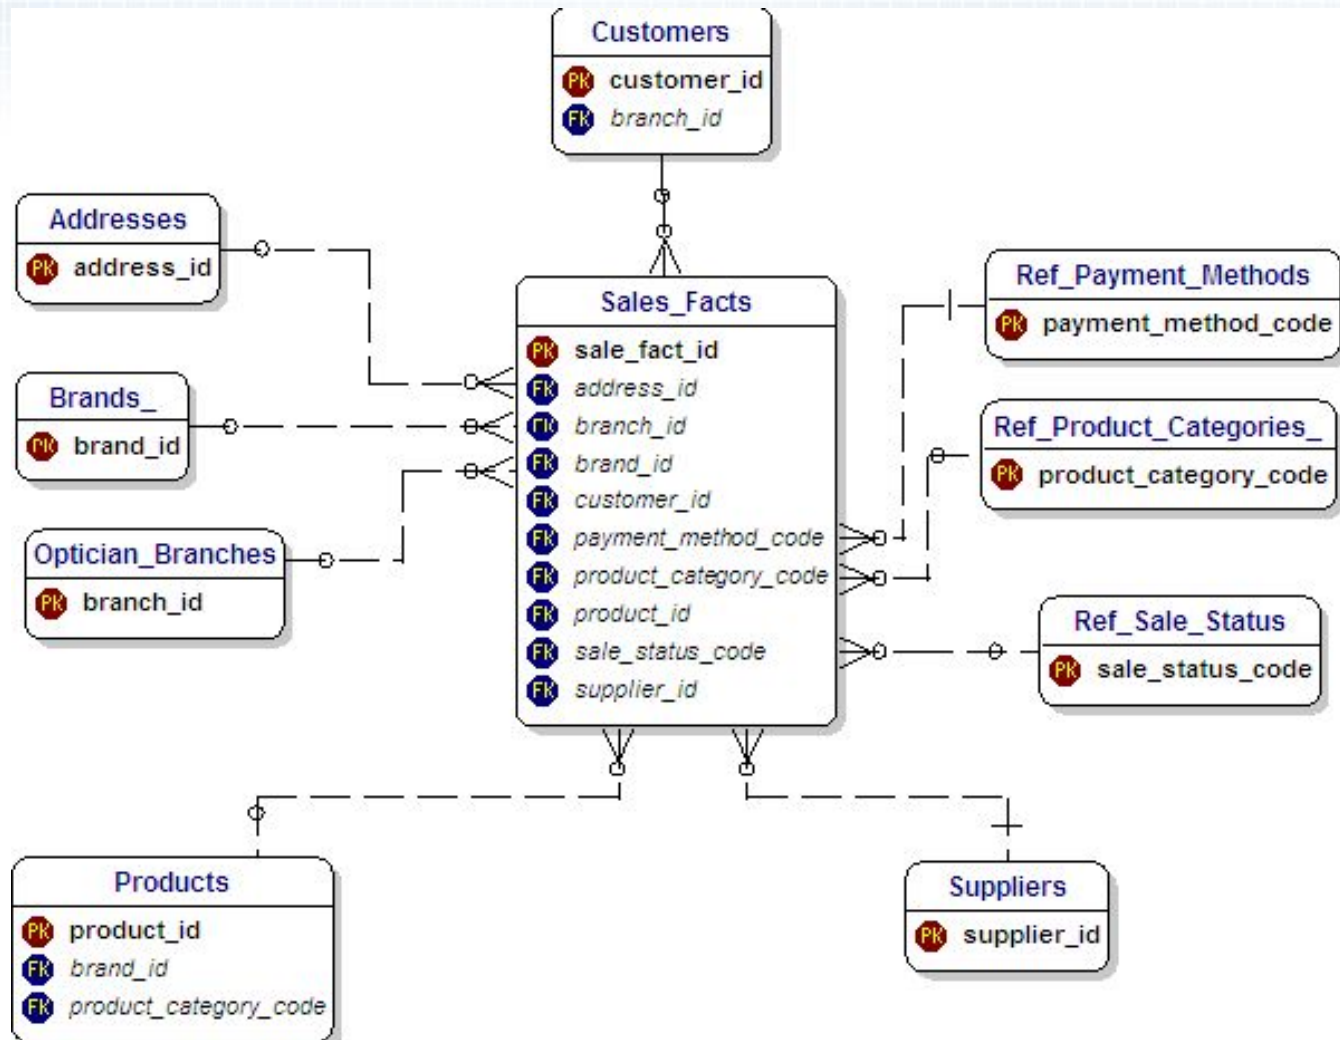 Customers
PK customer_id
FK branch_id
Addresses
PK address_id
Brands_
PK brand_id
Optician_Branches
PK branch_id
Sales_Facts
PK sale_fact_id
FK address_id
FK branch_id
FK brand_id
FK customer_id
FK payment_method_code
FK product_category_code
FK product_id
FK sale_status_code
FK supplier_id
Ref_Payment_Methods
PK payment_method_code
Ref_Product_Categories_
PK product_category_code
Ref_Sale_Status
PK sale_status_code
Products
PK product_id
FK brand_id
FK product_category_code
Suppliers
PK supplier_id